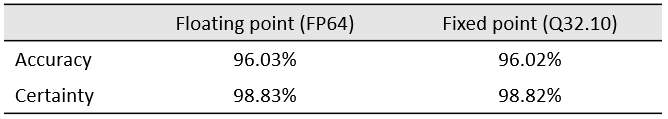 Floating point (FP64) Fixed point (Q32.10)
Accuracy 96.03% 96.02%
Certainty 98.83% 98.82%